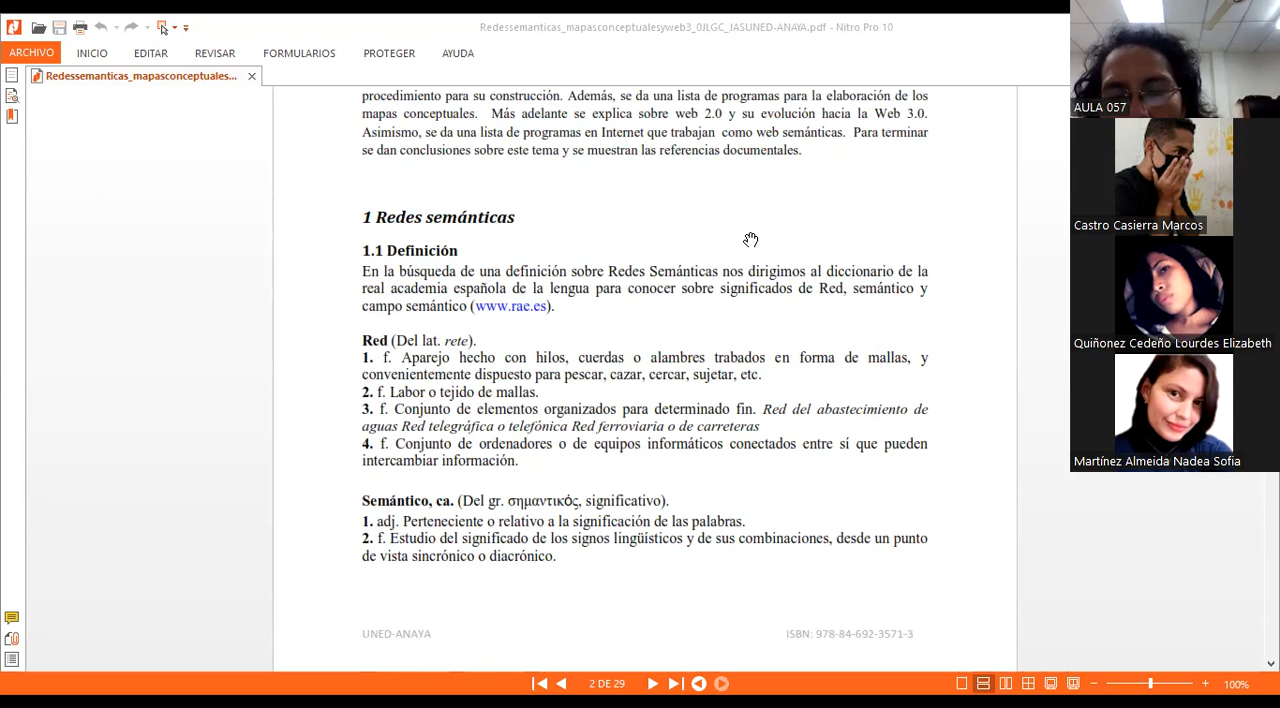 Redessemanticas_mapasconceptualesyweb3_0JLGC_JASUNED-ANAYA.pdf - Nitro Pro 10
ARCHIVO INICIO EDITAR REVISAR FORMULARIOS PROTEGER AYUDA
Redessemanticas_mapasconceptuales...
procedimiento para su construcción. Además, se da una lista de programas para la elaboración de los
mapas conceptuales. Más adelante se explica sobre web 2.0 y su evolución hacia la Web 3.0.
Asimismo, se da una lista de programas en Internet que trabajan como web semánticas. Para terminar
se dan conclusiones sobre este tema y se muestran las referencias documentales.
1 Redes semánticas
1.1 Definición
En la búsqueda de una definición sobre Redes Semánticas nos dirigimos al diccionario de la
real academia española de la lengua para conocer sobre significados de Red, semántico y
campo semántico (www.rae.es).
Red (Del lat. rete).
1. f. Aparejo hecho con hilos, cuerdas o alambres trabados en forma de mallas, y
convenientemente dispuesto para pescar, cazar, cercar, sujetar, etc.
2. f. Labor o tejido de mallas.
3. f. Conjunto de elementos organizados para determinado fin. Red del abastecimiento de
aguas Red telegráfica o telefónica Red ferroviaria o de carreteras
4. f. Conjunto de ordenadores o de equipos informáticos conectados entre sí que pueden
intercambiar información.
Semántico, ca. (Del gr. σημαντικός, significativo).
1. adj. Perteneciente o relativo a la significación de las palabras.
2. f. Estudio del significado de los signos lingüísticos y de sus combinaciones, desde un punto
de vista sincrónico o diacrónico.
UNED-ANAYA ISBN: 978-84-692-3571-3
2 DE 29
100%
AULA 057
Castro Casierra Marcos
Quiñonez Cedeño Lourdes Elizabeth
Martínez Almeida Nadea Sofia